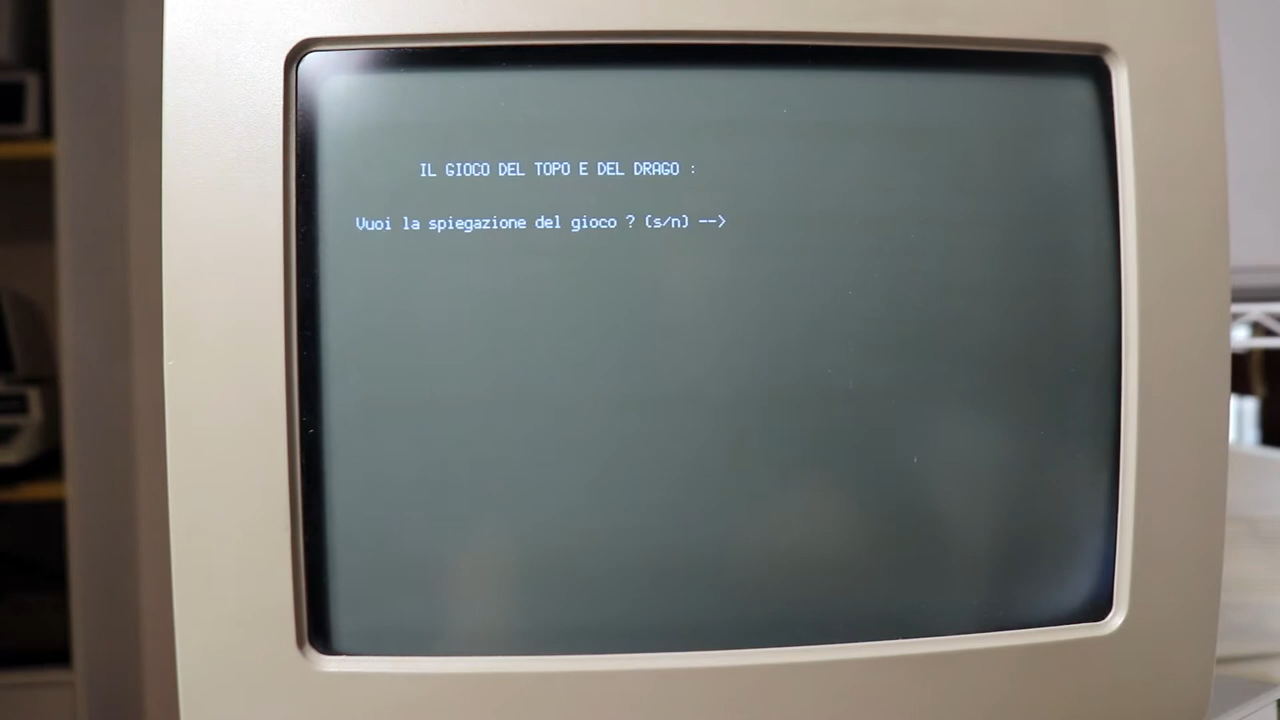 IL GIOCO DEL TOPO E DEL DRAGO :
Vuoi la spiegazione del gioco ? (s/n) -->